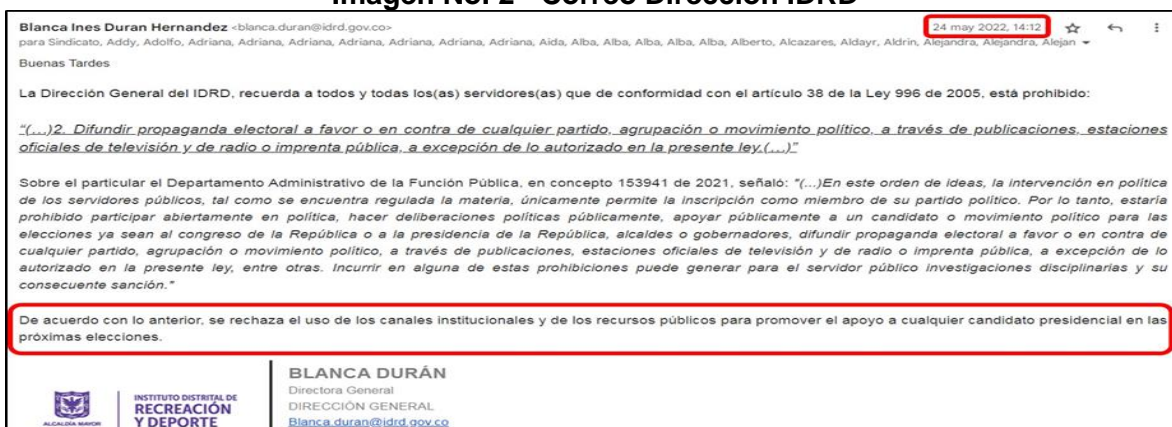 Imagen No. 2 - Correo Dirección IDRD
Blanca Ines Duran Hernandez <blanca.duran@idrd.gov.co>
24 may 2022, 14:12
para Sindicato, Addy, Adolfo, Adriana, Adriana, Adriana, Adriana, Adriana, Adriana, Adriana, Aida, Alba, Alba, Alba, Alba, Alba, Alberto, Alcazares, Aldayr, Aldrin, Alejandra, Alejandra, Alejan
Buenas Tardes
La Dirección General del IDRD, recuerda a todos y todas los(as) servidores(as) que de conformidad con el artículo 38 de la Ley 996 de 2005, está prohibido:
"(...)2. Difundir propaganda electoral a favor o en contra de cualquier partido, agrupación o movimiento político, a través de publicaciones, estaciones
oficiales de televisión y de radio o imprenta pública, a excepción de lo autorizado en la presente ley.(...)"
Sobre el particular el Departamento Administrativo de la Función Pública, en concepto 153941 de 2021, señaló: "(...)En este orden de ideas, la intervención en política
de los servidores públicos, tal como se encuentra regulada la materia, únicamente permite la inscripción como miembro de su partido político. Por lo tanto, estaría
prohibido participar abiertamente en política, hacer deliberaciones políticas públicamente, apoyar públicamente a un candidato o movimiento político para las
elecciones ya sean al congreso de la República o a la presidencia de la República, alcaldes o gobernadores, difundir propaganda electoral a favor o en contra de
cualquier partido, agrupación o movimiento político, a través de publicaciones, estaciones oficiales de televisión y de radio o imprenta pública, a excepción de lo
autorizado en la presente ley, entre otras. Incurrir en alguna de estas prohibiciones puede generar para el servidor público investigaciones disciplinarias y su
consecuente sanción."
De acuerdo con lo anterior, se rechaza el uso de los canales institucionales y de los recursos públicos para promover el apoyo a cualquier candidato presidencial en las
próximas elecciones.
BLANCA DURÁN
Directora General
DIRECCIÓN GENERAL
Blanca.duran@idrd.gov.co
ALCALDÍA MAYOR
INSTITUTO DISTRITAL DE
RECREACIÓN
Y DEPORTE